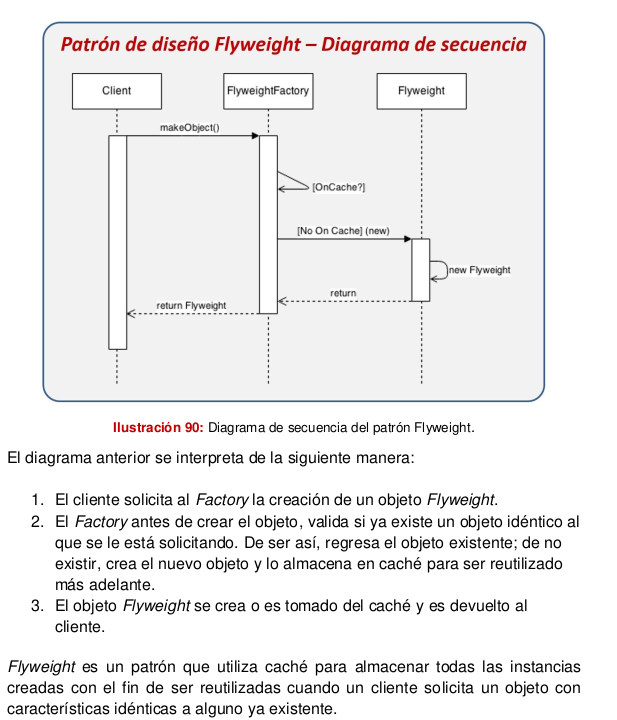 Patrón de diseño Flyweight – Diagrama de secuencia
Client
FlyweightFactory
Flyweight
makeObject()
[OnCache?]
[No On Cache] (new)
new Flyweight
return
return Flyweight
Ilustración 90: Diagrama de secuencia del patrón Flyweight.
El diagrama anterior se interpreta de la siguiente manera:
1. El cliente solicita al Factory la creación de un objeto Flyweight.
2. El Factory antes de crear el objeto, valida si ya existe un objeto idéntico al
que se le está solicitando. De ser así, regresa el objeto existente; de no
existir, crea el nuevo objeto y lo almacena en caché para ser reutilizado
más adelante.
3. El objeto Flyweight se crea o es tomado del caché y es devuelto al
cliente.
Flyweight es un patrón que utiliza caché para almacenar todas las instancias
creadas con el fin de ser reutilizadas cuando un cliente solicita un objeto con
características idénticas a alguno ya existente.